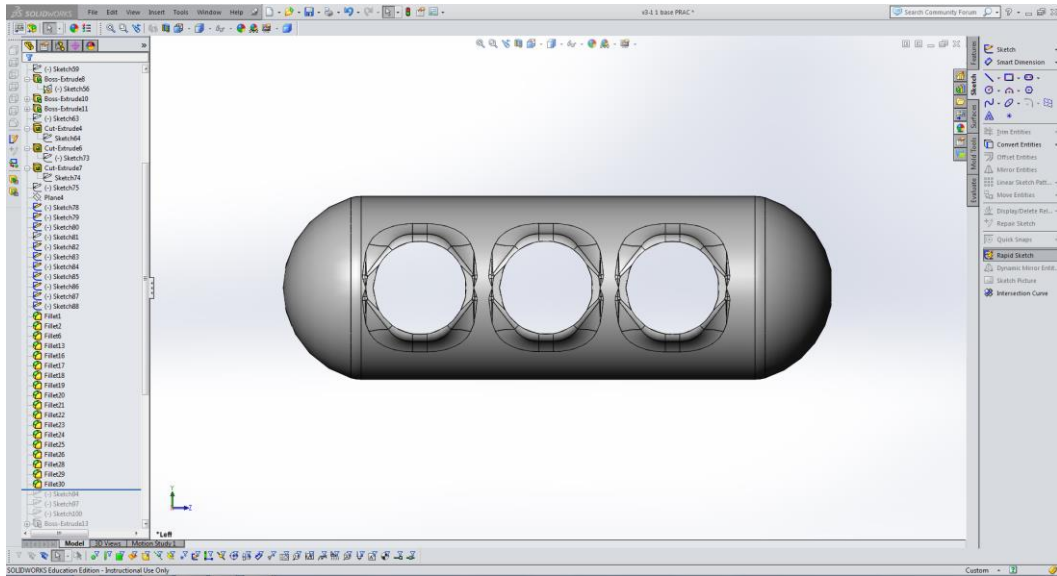 SOLIDWORKS File Edit View Insert Tools Window Help
v3-1 1 base PRAC *
Search Community Forum
(-) Sketch59
Boss-Extrude8
(-) Sketch56
Boss-Extrude10
Boss-Extrude11
(-) Sketch63
Cut-Extrude4
Sketch64
Cut-Extrude6
(-) Sketch73
Cut-Extrude7
Sketch74
(-) Sketch75
Plane4
(-) Sketch78
(-) Sketch79
(-) Sketch80
(-) Sketch81
(-) Sketch82
(-) Sketch83
(-) Sketch84
(-) Sketch85
(-) Sketch86
(-) Sketch87
(-) Sketch88
Fillet1
Fillet2
Fillet6
Fillet13
Fillet16
Fillet17
Fillet18
Fillet19
Fillet20
Fillet21
Fillet22
Fillet23
Fillet24
Fillet25
Fillet26
Fillet28
Fillet29
Fillet30
(-) Sketch94
(-) Sketch97
(-) Sketch100
Boss-Extrude13
Y
Z
*Left
Features
Sketch
Surfaces
Mold Tools
Evaluate
Sketch
Smart Dimension
Trim Entities
Convert Entities
Offset Entities
Mirror Entities
Linear Sketch Patt...
Move Entities
Display/Delete Rel...
Repair Sketch
Quick Snaps
Rapid Sketch
Dynamic Mirror Entit...
Sketch Picture
Intersection Curve
Model 3D Views Motion Study 1
SOLIDWORKS Education Edition - Instructional Use Only
Custom